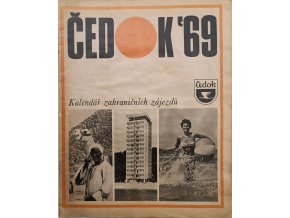 ČEDOK '69
Kalendář zahraničních zájezdů
čedok